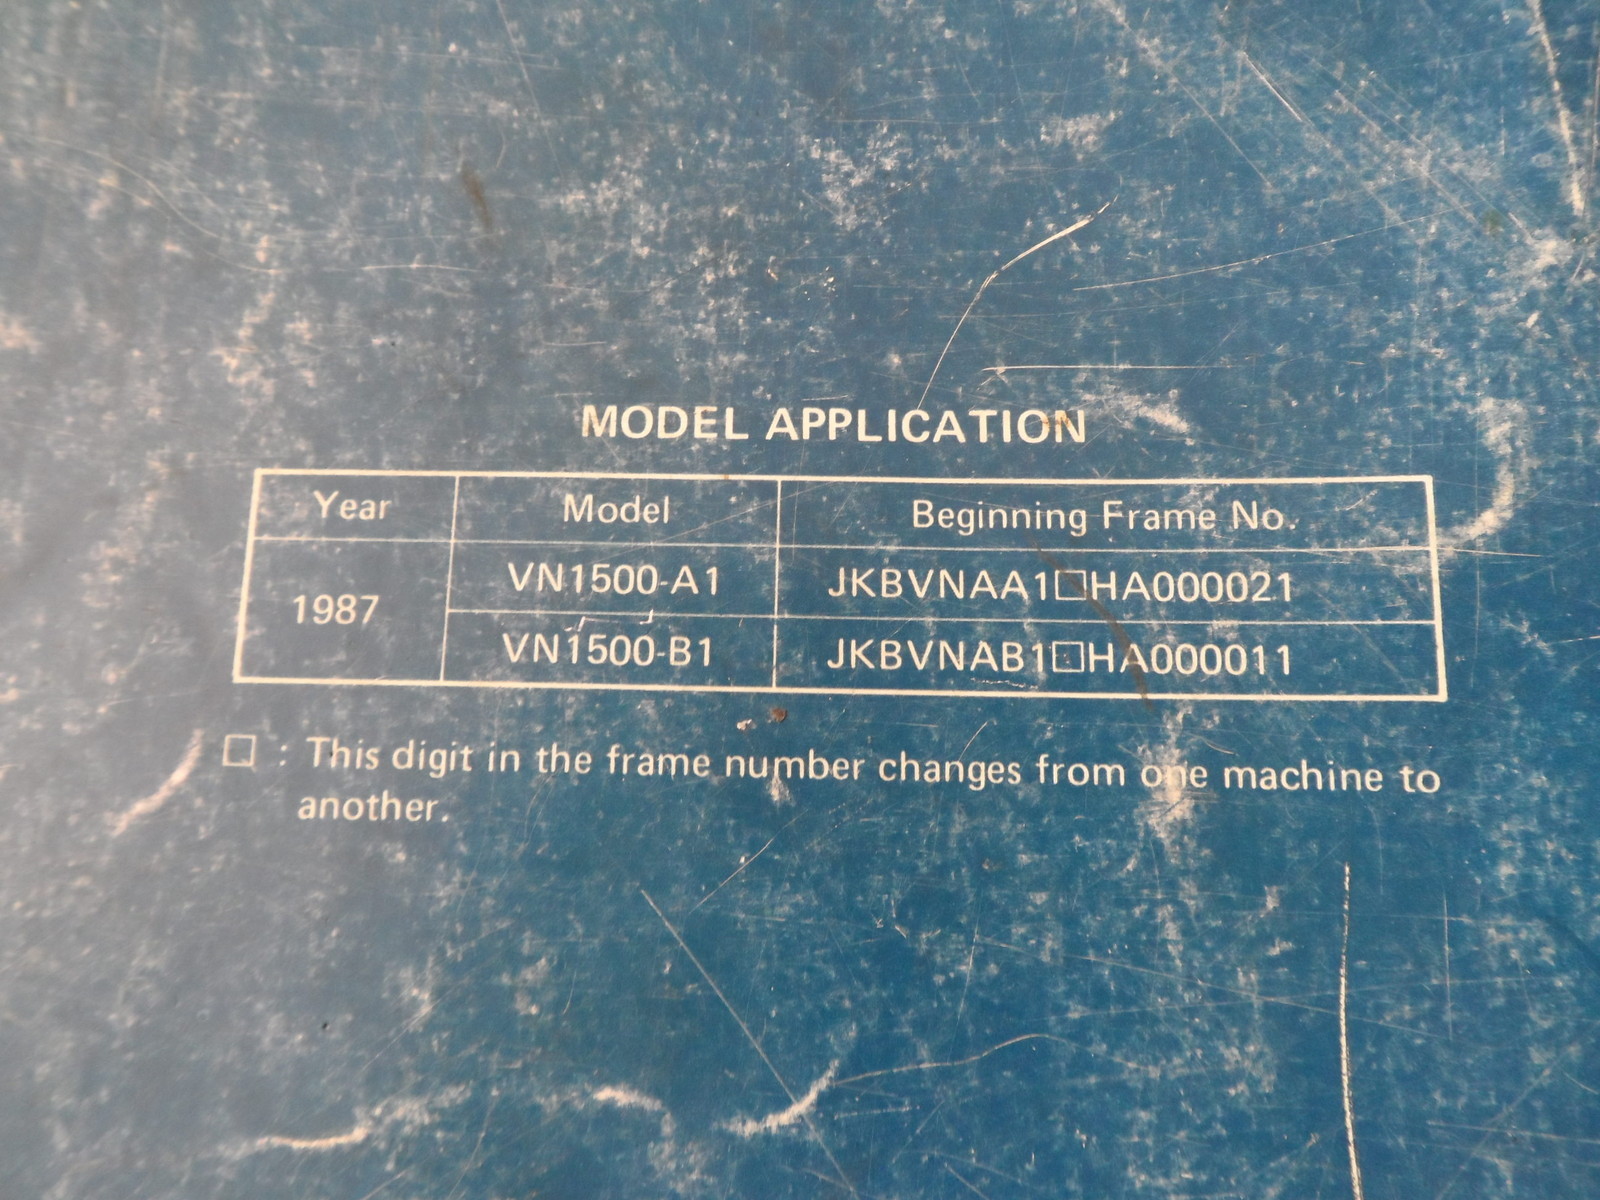 MODEL APPLICATION
Year Model Beginning Frame No.
1987 VN1500-A1 JKBVNAA1□HA000021
VN1500-B1 JKBVNAB1□HA000011
□ : This digit in the frame number changes from one machine to
another.